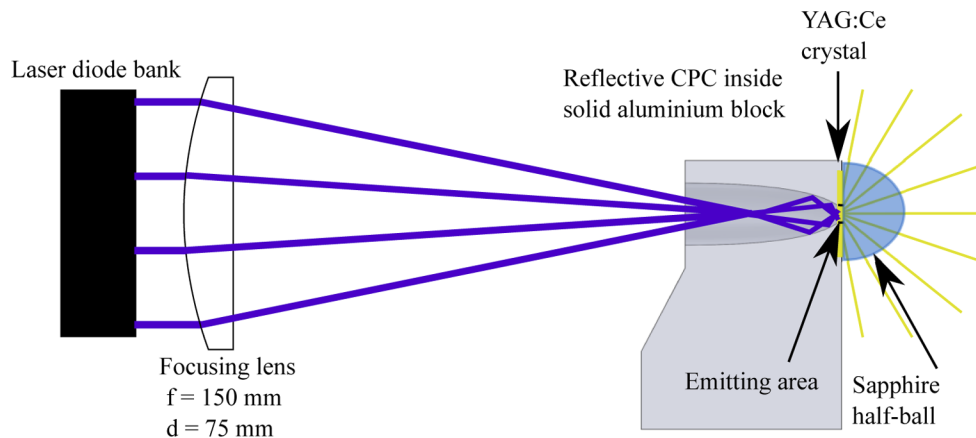 Laser diode bank
Focusing lens
f = 150 mm
d = 75 mm
Reflective CPC inside
solid aluminium block
YAG:Ce
crystal
Emitting area
Sapphire
half-ball